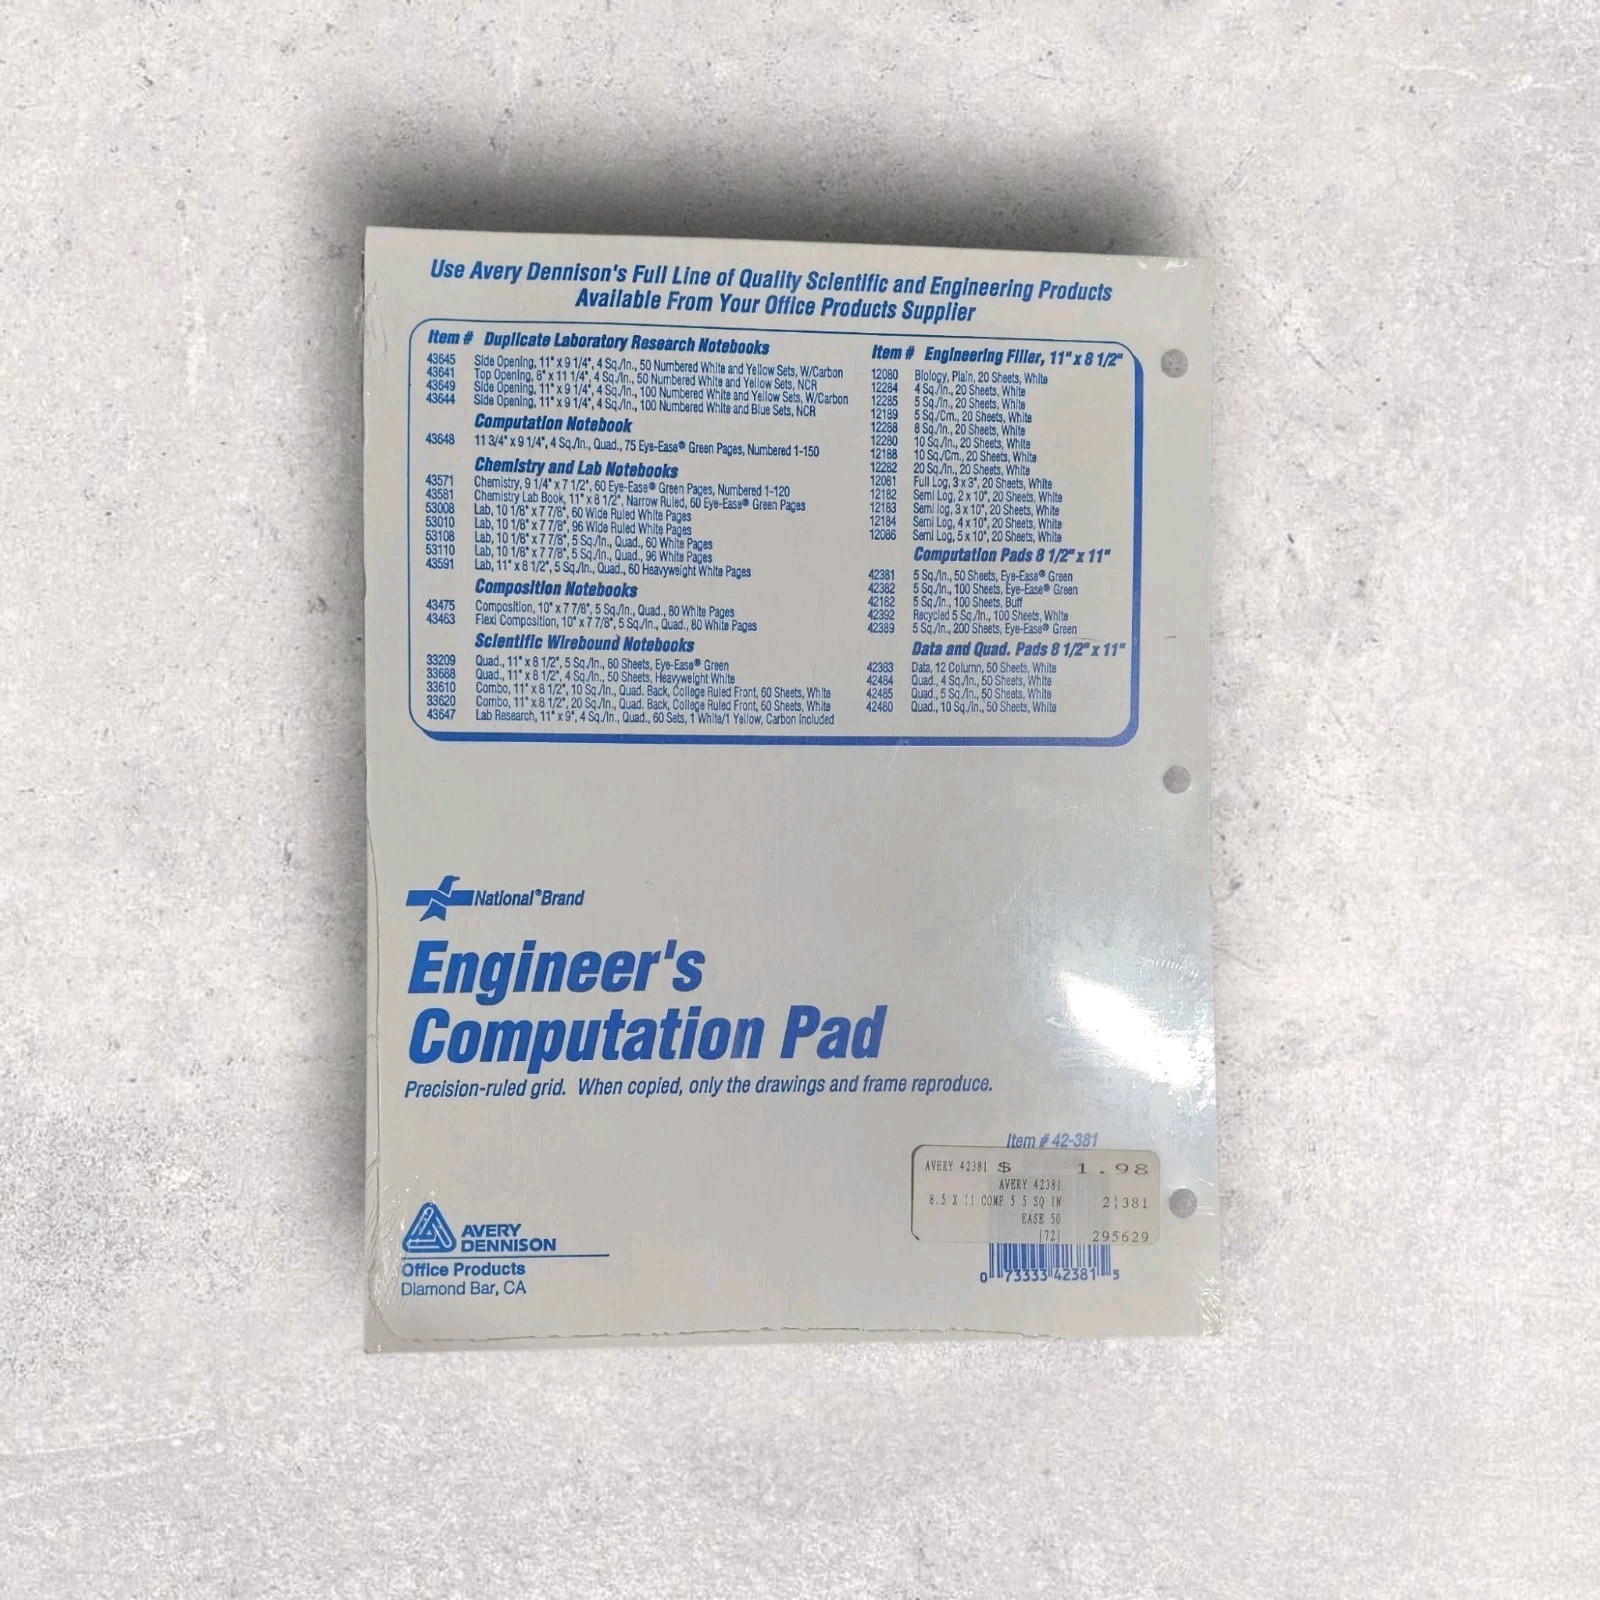 Use Avery Dennison's Full Line of Quality Scientific and Engineering Products
Available From Your Office Products Supplier
Item # Duplicate Laboratory Research Notebooks
43645 Side Opening, 11" x 9 1/4", 4 Sq./In., 50 Numbered White and Yellow Sets, W/Carbon
43641 Top Opening, 8" x 11 1/4", 4 Sq./In., 50 Numbered White and Yellow Sets, NCR
43649 Side Opening, 11" x 9 1/4", 4 Sq./In., 100 Numbered White and Yellow Sets, W/Carbon
43644 Side Opening, 11" x 9 1/4", 4 Sq./In., 100 Numbered White and Blue Sets, NCR
Computation Notebook
43648 11 3/4" x 9 1/4", 4 Sq./In., Quad., 75 Eye-Ease® Green Pages, Numbered 1-150
Chemistry and Lab Notebooks
43571 Chemistry, 9 1/4" x 7 1/2", 60 Eye-Ease® Green Pages, Numbered 1-120
43581 Chemistry Lab Book, 11" x 8 1/2", Narrow Ruled, 60 Eye-Ease® Green Pages
53008 Lab, 10 1/8" x 7 7/8", 60 Wide Ruled White Pages
53010 Lab, 10 1/8" x 7 7/8", 96 Wide Ruled White Pages
53108 Lab, 10 1/8" x 7 7/8", 5 Sq./In., Quad., 60 White Pages
53110 Lab, 10 1/8" x 7 7/8", 5 Sq./In., Quad., 96 White Pages
43591 Lab, 11" x 8 1/2", 5 Sq./In., Quad., 60 Heavyweight White Pages
Composition Notebooks
43475 Composition, 10" x 7 7/8", 5 Sq./In., Quad., 80 White Pages
43463 Flexi Composition, 10" x 7 7/8", 5 Sq./In., Quad., 80 White Pages
Scientific Wirebound Notebooks
33209 Quad., 11" x 8 1/2", 5 Sq./In., 80 Sheets, Eye-Ease® Green
33688 Quad., 11" x 8 1/2", 4 Sq./In., 50 Sheets, Heavyweight White
33610 Combo, 11" x 8 1/2", 10 Sq./In., Quad. Back, College Ruled Front, 60 Sheets, White
33620 Combo, 11" x 8 1/2", 20 Sq./In., Quad. Back, College Ruled Front, 60 Sheets, White
43647 Lab Research, 11" x 9", 4 Sq./In., Quad., 60 Sets, 1 White/1 Yellow, Carbon Included
Item # Engineering Filler, 11" x 8 1/2"
12080 Biology, Plain, 20 Sheets, White
12284 4 Sq./In., 20 Sheets, White
12285 5 Sq./In., 20 Sheets, White
12189 5 Sq./Cm., 20 Sheets, White
12288 8 Sq./In., 20 Sheets, White
12280 10 Sq./In., 20 Sheets, White
12188 10 Sq./Cm., 20 Sheets, White
12282 20 Sq./In., 20 Sheets, White
12081 Full Log, 3 x 3", 20 Sheets, White
12182 Semi Log, 2 x 10", 20 Sheets, White
12183 Semi log, 3 x 10", 20 Sheets, White
12184 Semi Log, 4 x 10", 20 Sheets, White
12086 Semi Log, 5 x 10", 20 Sheets, White
Computation Pads 8 1/2" x 11"
42381 5 Sq./In., 50 Sheets, Eye-Ease® Green
42382 5 Sq./In., 100 Sheets, Eye-Ease® Green
42182 5 Sq./In., 100 Sheets, Buff
42392 Recycled 5 Sq./In., 100 Sheets, White
42389 5 Sq./In., 200 Sheets, Eye-Ease® Green
Data and Quad. Pads 8 1/2" x 11"
42383 Data, 12 Column, 50 Sheets, White
42484 Quad., 4 Sq./In., 50 Sheets, White
42485 Quad., 5 Sq./In., 50 Sheets, White
42480 Quad., 10 Sq./In., 50 Sheets, White
National® Brand
Engineer's
Computation Pad
Precision-ruled grid. When copied, only the drawings and frame reproduce.
Item # 42-381
AVERY 42381 $ 1.98
AVERY 42381
8.5 X 11 COMP 5 5 SQ IN 21381
EASE 50
[72] 295629
0 73333 42381 5
AVERY
DENNISON
Office Products
Diamond Bar, CA